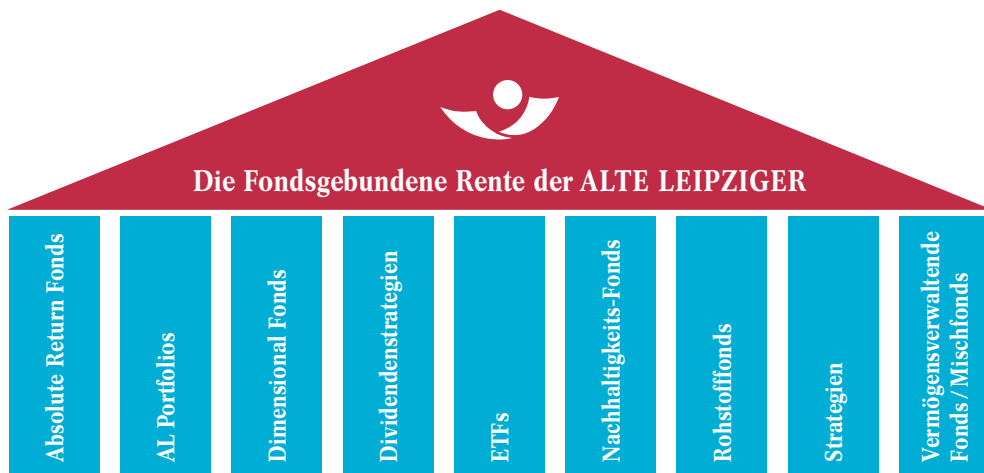 Die Fondsgebundene Rente der ALTE LEIPZIGER
Absolute Return Fonds
AL Portfolios
Dimensional Fonds
Dividendenstrategien
ETFs
Nachhaltigkeits-Fonds
Rohstofffonds
Strategien
Vermögensverwaltende
Fonds / Mischfonds